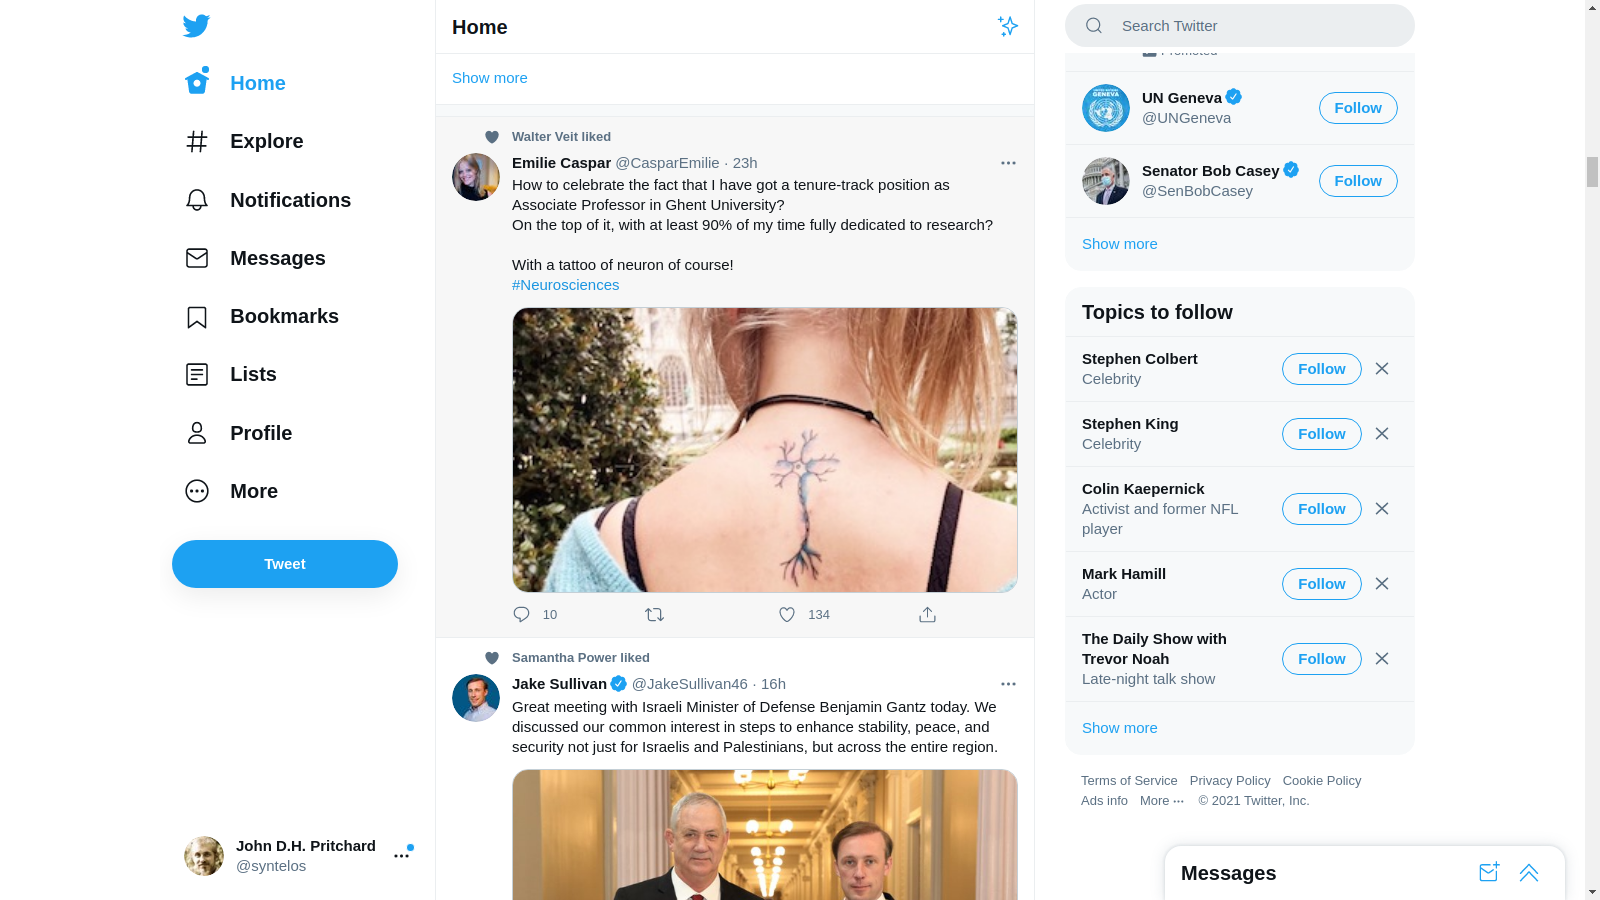 Home
Explore
Notifications
Messages
Bookmarks
Lists
Profile
More
Tweet
John D.H. Pritchard
@syntelos
Home
Show more
Walter Veit liked
Emilie Caspar @CasparEmilie · 23h
How to celebrate the fact that I have got a tenure-track position as
Associate Professor in Ghent University?
On the top of it, with at least 90% of my time fully dedicated to research?
With a tattoo of neuron of course!
#Neurosciences
10
134
Samantha Power liked
Jake Sullivan @JakeSullivan46 · 16h
Great meeting with Israeli Minister of Defense Benjamin Gantz today. We
discussed our common interest in steps to enhance stability, peace, and
security not just for Israelis and Palestinians, but across the entire region.
Search Twitter
Promoted
UN Geneva
@UNGeneva
Follow
GENEVA
Senator Bob Casey
@SenBobCasey
Follow
Show more
Topics to follow
Stephen Colbert
Celebrity
Follow
Stephen King
Celebrity
Follow
Colin Kaepernick
Activist and former NFL
player
Follow
Mark Hamill
Actor
Follow
The Daily Show with
Trevor Noah
Late-night talk show
Follow
Show more
Terms of Service Privacy Policy Cookie Policy
Ads info More ··· © 2021 Twitter, Inc.
Messages